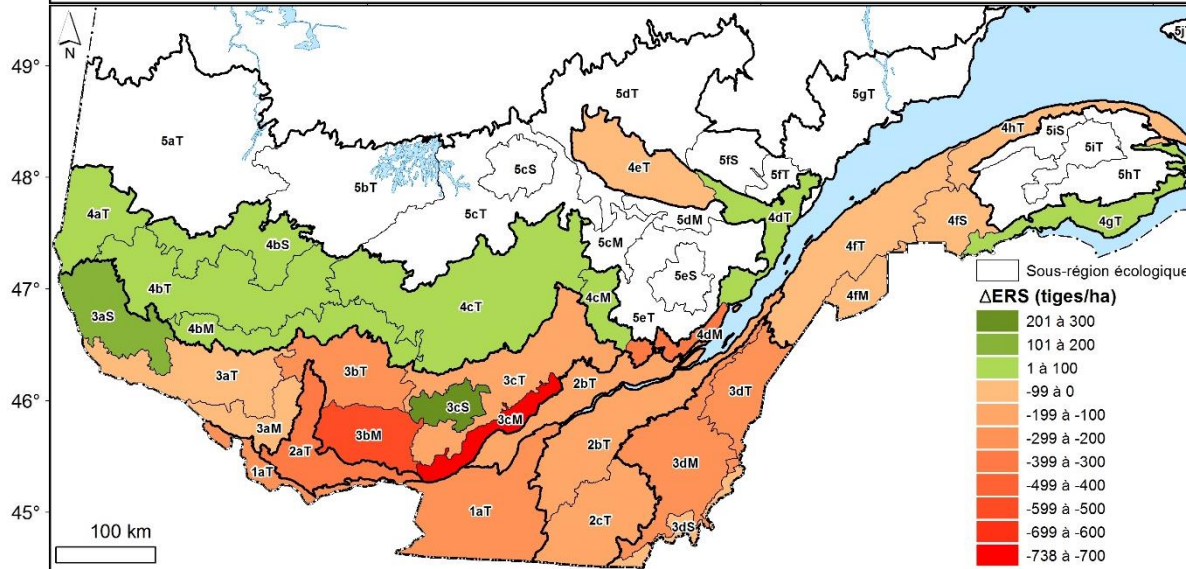 N
49°
48°
47°
46°
45°
100 km
5jT
5gT
5dT
5aT
4hT
5iS
5iT
5fS
5cS
4eT
5fT
5hT
5bT
4aT
5cT
5dM
4dT
4fS
4gT
4bS
5cM
4fT
5eS
4bT
4cT
4cM
4fM
3aS
5eT
4bM
4dM
3aT
3bT
3cT
2bT
3dT
3cS
3cM
3aM
3bM
2aT
2bT
3dM
1aT
1aT
2cT
3dS
Sous-région écologique
ΔERS (tiges/ha)
201 à 300
101 à 200
1 à 100
-99 à 0
-199 à -100
-299 à -200
-399 à -300
-499 à -400
-599 à -500
-699 à -600
-738 à -700